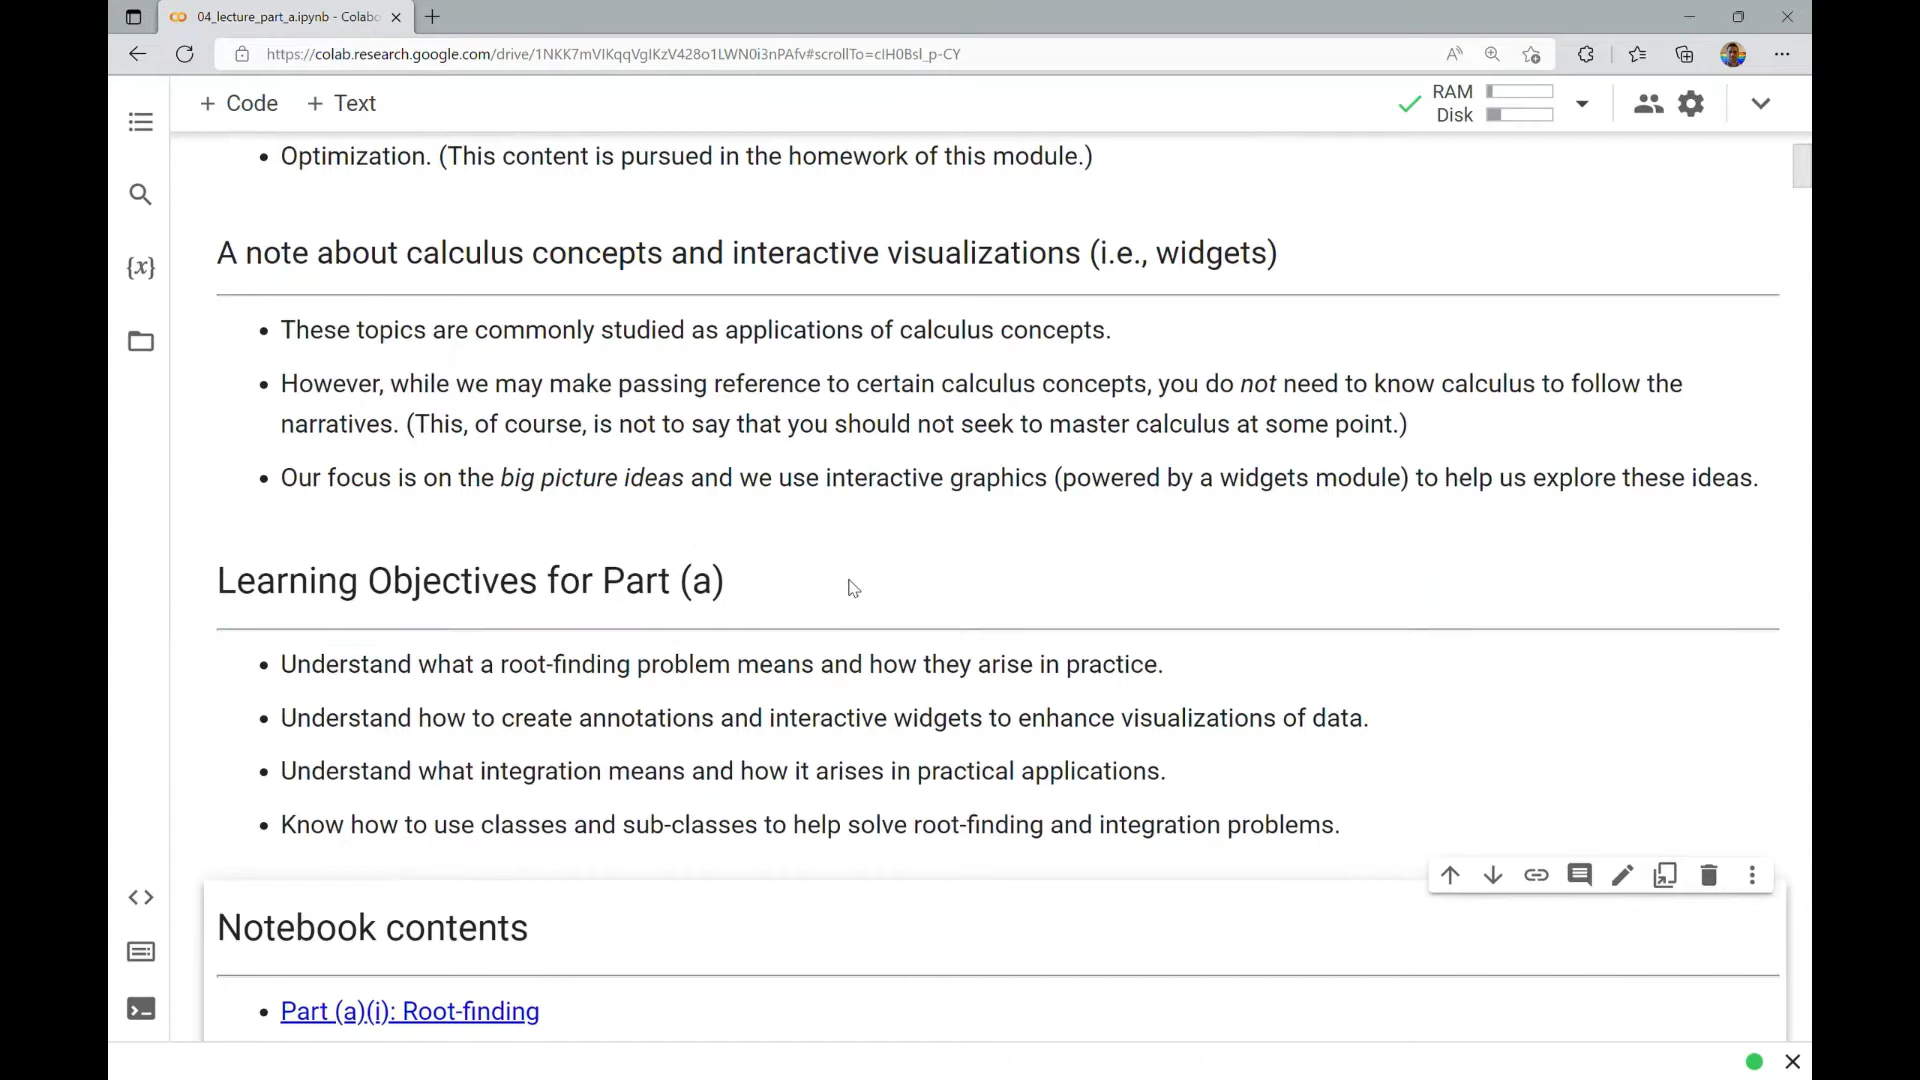 04_lecture_part_a.ipynb - Colabo
https://colab.research.google.com/drive/1NKK7mVIKqqVgIKzV428o1LWN0i3nPAfv#scrollTo=cIH0Bsl_p-CY
+ Code + Text
RAM
Disk
• Optimization. (This content is pursued in the homework of this module.)
A note about calculus concepts and interactive visualizations (i.e., widgets)
{x}
• These topics are commonly studied as applications of calculus concepts.
• However, while we may make passing reference to certain calculus concepts, you do not need to know calculus to follow the
narratives. (This, of course, is not to say that you should not seek to master calculus at some point.)
• Our focus is on the big picture ideas and we use interactive graphics (powered by a widgets module) to help us explore these ideas.
Learning Objectives for Part (a)
• Understand what a root-finding problem means and how they arise in practice.
• Understand how to create annotations and interactive widgets to enhance visualizations of data.
• Understand what integration means and how it arises in practical applications.
• Know how to use classes and sub-classes to help solve root-finding and integration problems.
Notebook contents
• Part (a)(i): Root-finding